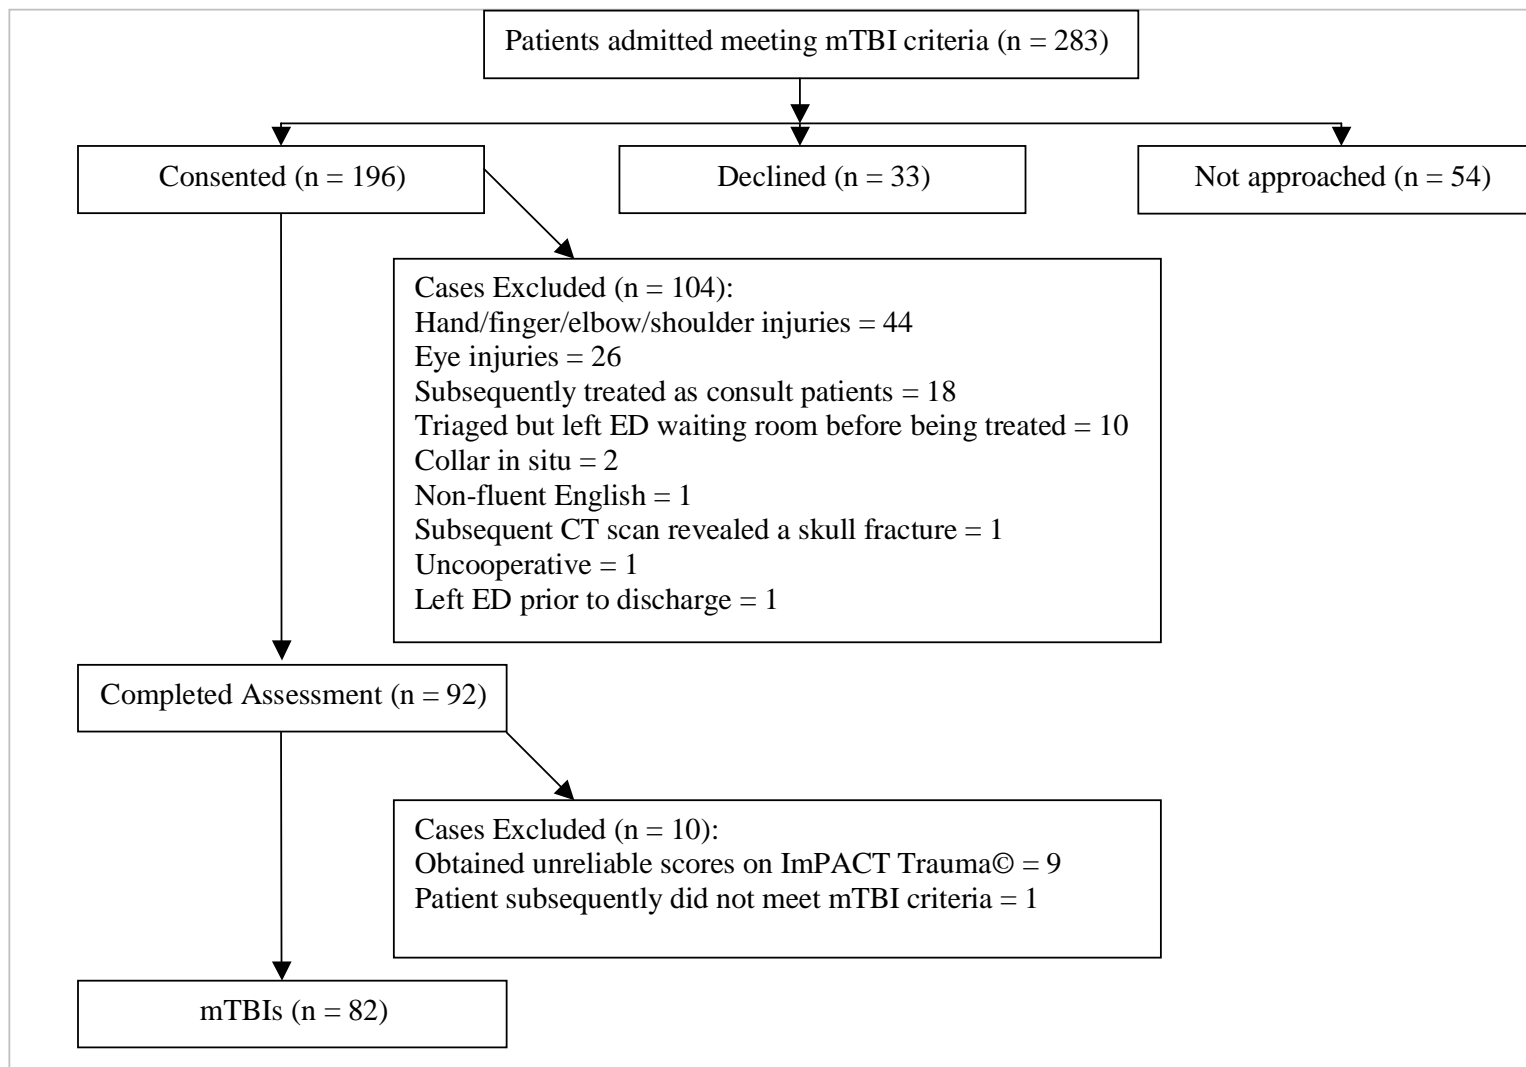 Patients admitted meeting mTBI criteria (n = 283)
Consented (n = 196)
Declined (n = 33)
Not approached (n = 54)
Cases Excluded (n = 104):
Hand/finger/elbow/shoulder injuries = 44
Eye injuries = 26
Subsequently treated as consult patients = 18
Triaged but left ED waiting room before being treated = 10
Collar in situ = 2
Non-fluent English = 1
Subsequent CT scan revealed a skull fracture = 1
Uncooperative = 1
Left ED prior to discharge = 1
Completed Assessment (n = 92)
Cases Excluded (n = 10):
Obtained unreliable scores on ImPACT Trauma© = 9
Patient subsequently did not meet mTBI criteria = 1
mTBIs (n = 82)